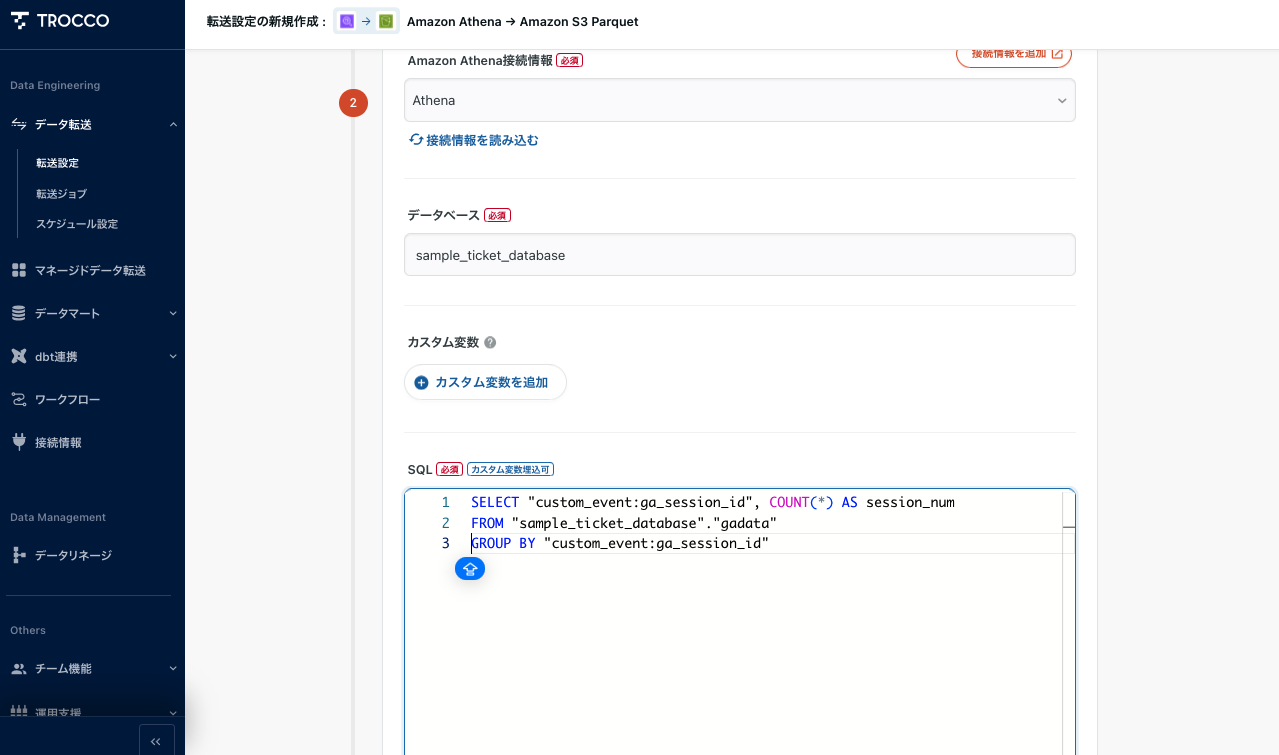 TROCCO
転送設定の新規作成 : → Amazon Athena → Amazon S3 Parquet
Data Engineering
データ転送
転送設定
転送ジョブ
スケジュール設定
マネージドデータ転送
データマート
dbt連携
ワークフロー
接続情報
Data Management
データリネージ
Others
チーム機能
運用支援
<<
2
Amazon Athena接続情報 必須
接続情報を追加
Athena
接続情報を読み込む
データベース 必須
sample_ticket_database
カスタム変数 ?
カスタム変数を追加
SQL 必須 カスタム変数埋込可
1 SELECT "custom_event:ga_session_id", COUNT(*) AS session_num
2 FROM "sample_ticket_database"."gadata"
3 GROUP BY "custom_event:ga_session_id"